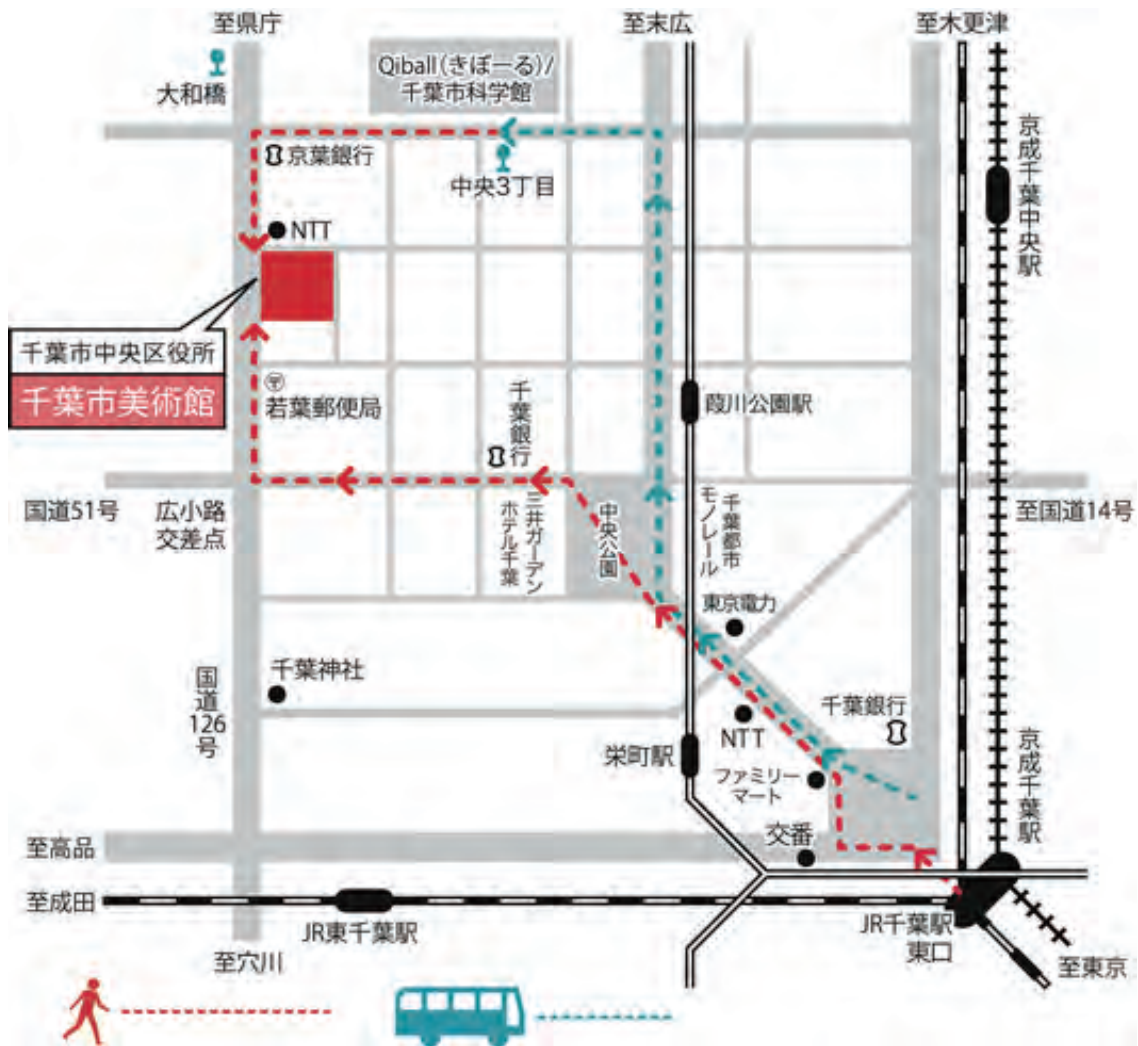 至県庁
至末広
至木更津
大和橋
Qiball(きぼーる)/
千葉市科学館
京葉銀行
中央3丁目
京成千葉中央駅
NTT
千葉市中央区役所
千葉市美術館
〒
若葉郵便局
千葉銀行
葭川公園駅
国道51号
広小路
交差点
三井ガーデン
ホテル千葉
中央公園
千葉都市
モノレール
至国道14号
東京電力
千葉神社
国道126号
千葉銀行
NTT
栄町駅
ファミリー
マート
京成千葉駅
交番
至高品
至成田
JR東千葉駅
JR千葉駅
東口
至穴川
至東京